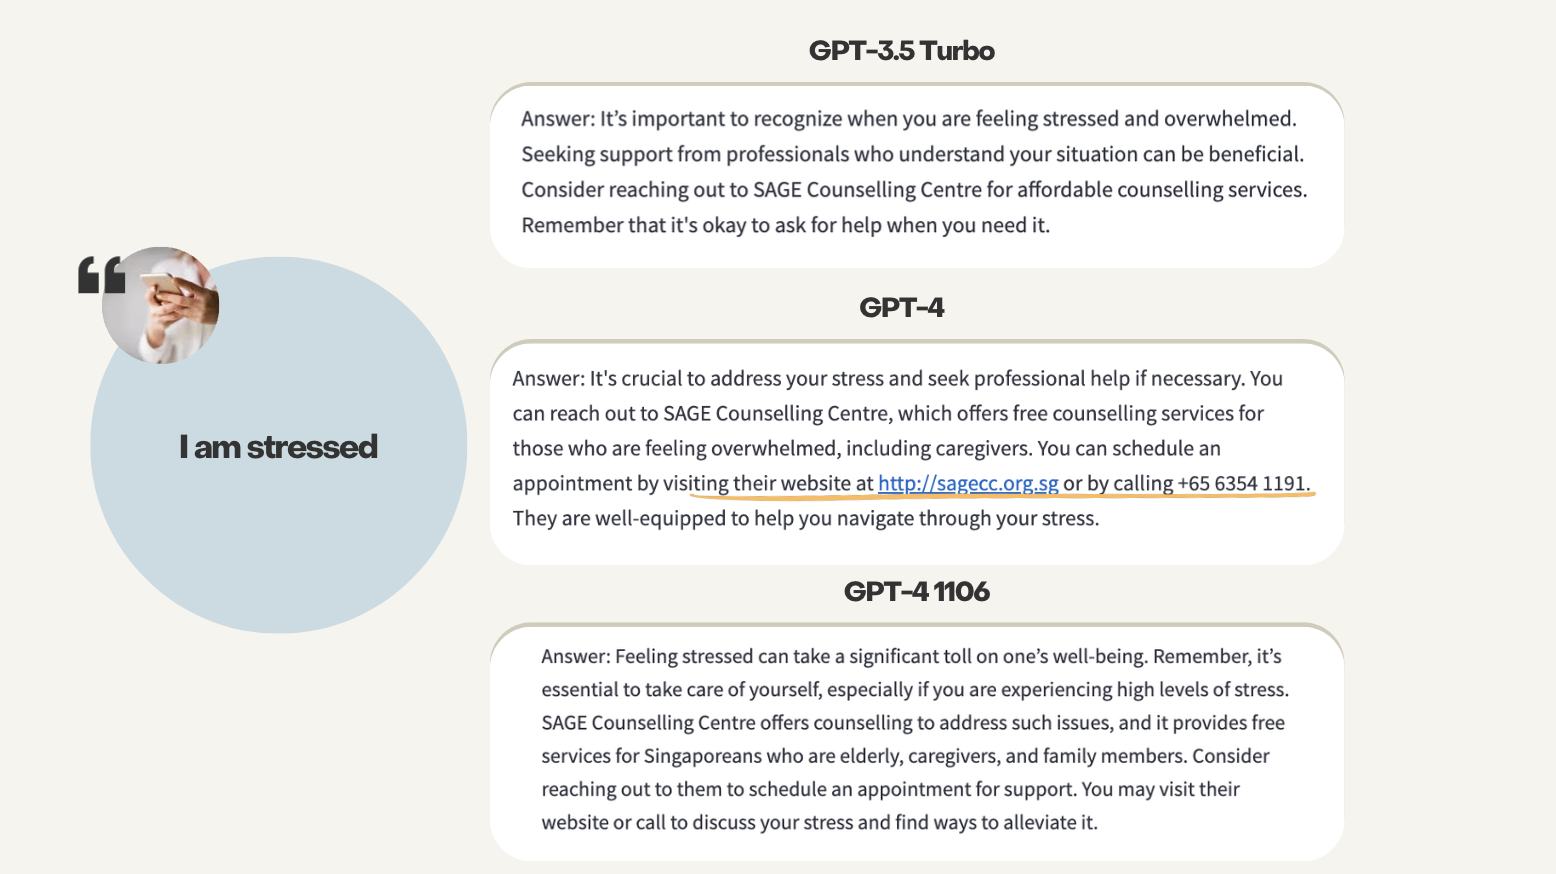 GPT-3.5 Turbo
Answer: It’s important to recognize when you are feeling stressed and overwhelmed.
Seeking support from professionals who understand your situation can be beneficial.
Consider reaching out to SAGE Counselling Centre for affordable counselling services.
Remember that it's okay to ask for help when you need it.
“
I am stressed
GPT-4
Answer: It's crucial to address your stress and seek professional help if necessary. You
can reach out to SAGE Counselling Centre, which offers free counselling services for
those who are feeling overwhelmed, including caregivers. You can schedule an
appointment by visiting their website at http://sagecc.org.sg or by calling +65 6354 1191.
They are well-equipped to help you navigate through your stress.
GPT-4 1106
Answer: Feeling stressed can take a significant toll on one’s well-being. Remember, it’s
essential to take care of yourself, especially if you are experiencing high levels of stress.
SAGE Counselling Centre offers counselling to address such issues, and it provides free
services for Singaporeans who are elderly, caregivers, and family members. Consider
reaching out to them to schedule an appointment for support. You may visit their
website or call to discuss your stress and find ways to alleviate it.